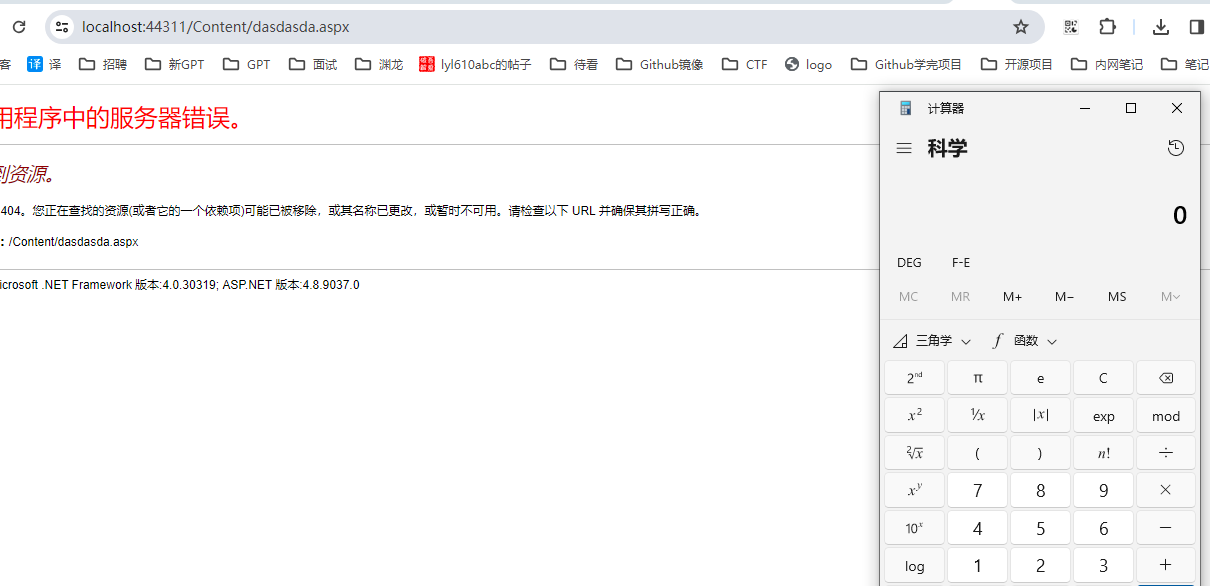 localhost:44311/Content/dasdasda.aspx
客 译 译 招聘 新GPT GPT 面试 渊龙 lyl610abc的帖子 待看 Github镜像 CTF logo Github学完项目 开源项目 内网笔记 笔记
用程序中的服务器错误。
到资源。
404。您正在查找的资源(或者它的一个依赖项)可能已被移除，或其名称已更改，或暂时不可用。请检查以下 URL 并确保其拼写正确。
: /Content/dasdasda.aspx
icrosoft .NET Framework 版本:4.0.30319; ASP.NET 版本:4.8.9037.0
计算器
科学
0
DEG F-E
MC MR M+ M− MS M
三角学 f 函数
2nd π e C
x2 1/x |x| exp mod
2√x ( ) n! ÷
xy 7 8 9 ×
10x 4 5 6 −
log 1 2 3 +